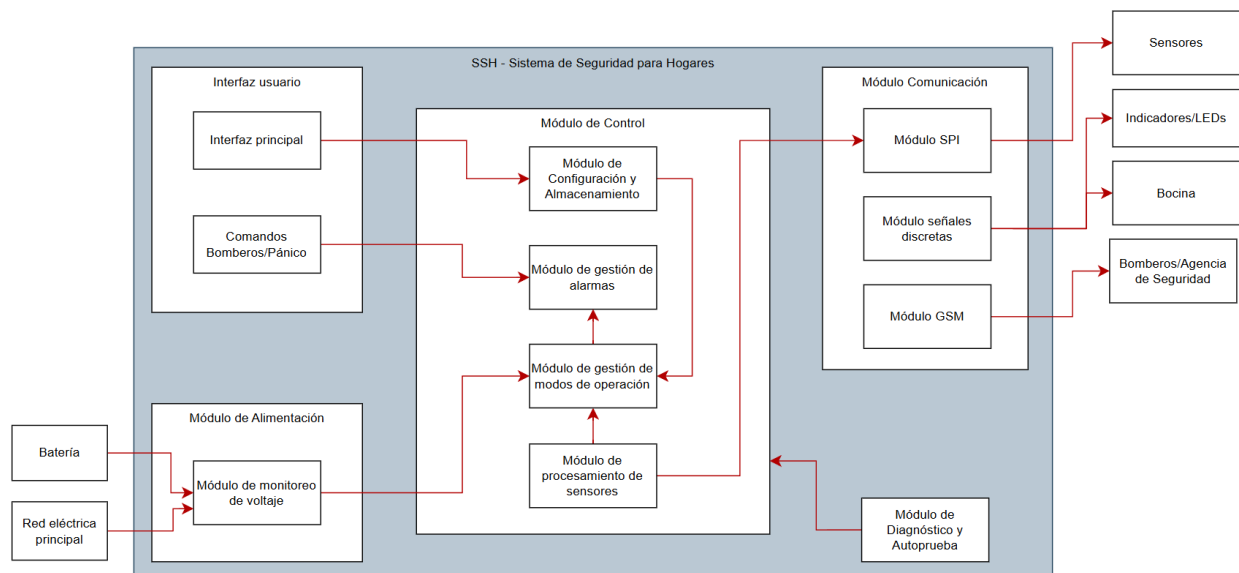 SSH - Sistema de Seguridad para Hogares
Interfaz usuario
Interfaz principal
Comandos
Bomberos/Pánico
Módulo de Alimentación
Módulo de monitoreo
de voltaje
Batería
Red eléctrica
principal
Módulo de Control
Módulo de
Configuración y
Almacenamiento
Módulo de gestión de
alarmas
Módulo de gestión de
modos de operación
Módulo de
procesamiento de
sensores
Módulo Comunicación
Módulo SPI
Módulo señales
discretas
Módulo GSM
Módulo de
Diagnóstico y
Autoprueba
Sensores
Indicadores/LEDs
Bocina
Bomberos/Agencia
de Seguridad